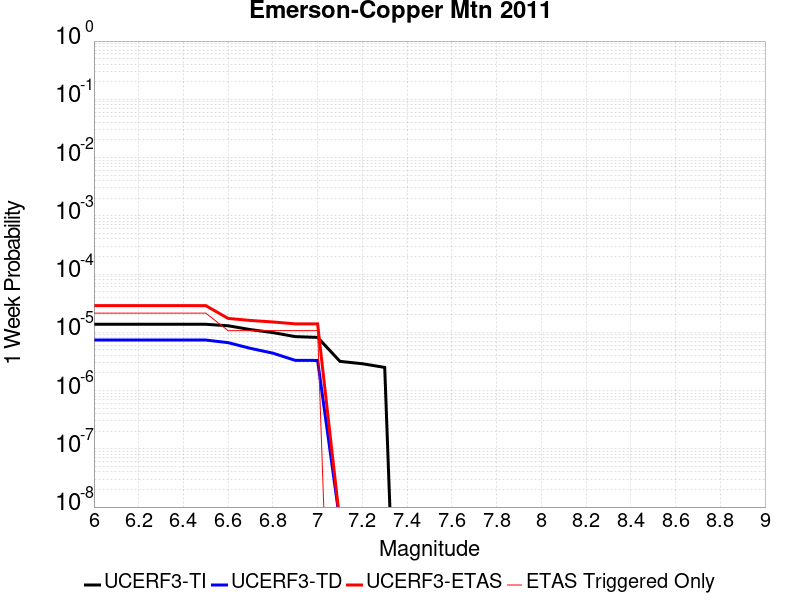 Emerson-Copper Mtn 2011
10^0
10^-1
10^-2
10^-3
10^-4
10^-5
10^-6
10^-7
10^-8
1 Week Probability
6 6.2 6.4 6.6 6.8 7 7.2 7.4 7.6 7.8 8 8.2 8.4 8.6 8.8 9
Magnitude
UCERF3-TI UCERF3-TD UCERF3-ETAS ETAS Triggered Only